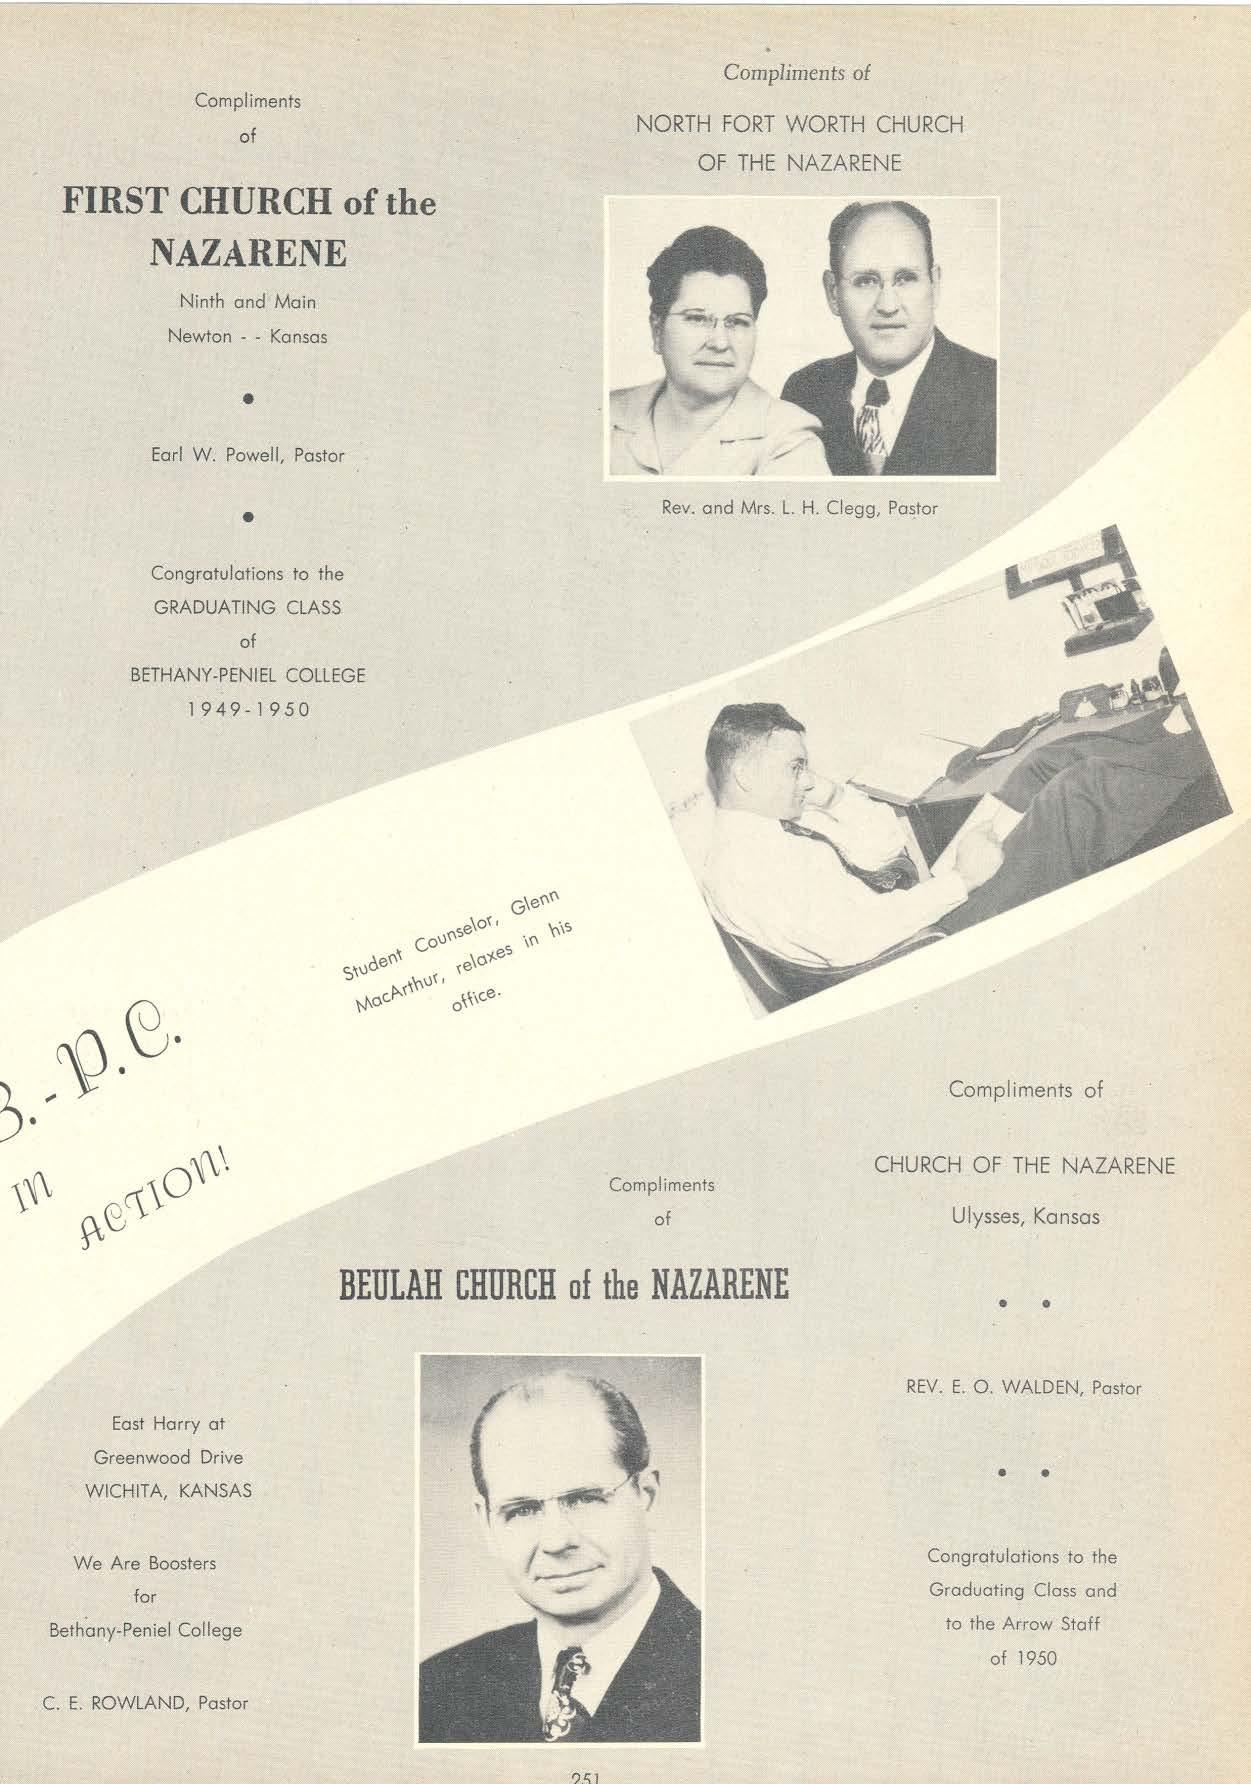 Compliments
of
FIRST CHURCH of the
NAZARENE
Ninth and Main
Newton - - Kansas
Earl W. Powell, Pastor
Congratulations to the
GRADUATING CLASS
of
BETHANY-PENIEL COLLEGE
1949-1950
Compliments of
NORTH FORT WORTH CHURCH
OF THE NAZARENE
Rev. and Mrs. L. H. Clegg, Pastor
Student Counselor, Glenn
MacArthur, relaxes in his
office.
B.-P.C.
IN
ACTION!
Compliments
of
BEULAH CHURCH of the NAZARENE
East Harry at
Greenwood Drive
WICHITA, KANSAS
We Are Boosters
for
Bethany-Peniel College
C. E. ROWLAND, Pastor
Compliments of
CHURCH OF THE NAZARENE
Ulysses, Kansas
REV. E. O. WALDEN, Pastor
Congratulations to the
Graduating Class and
to the Arrow Staff
of 1950
251